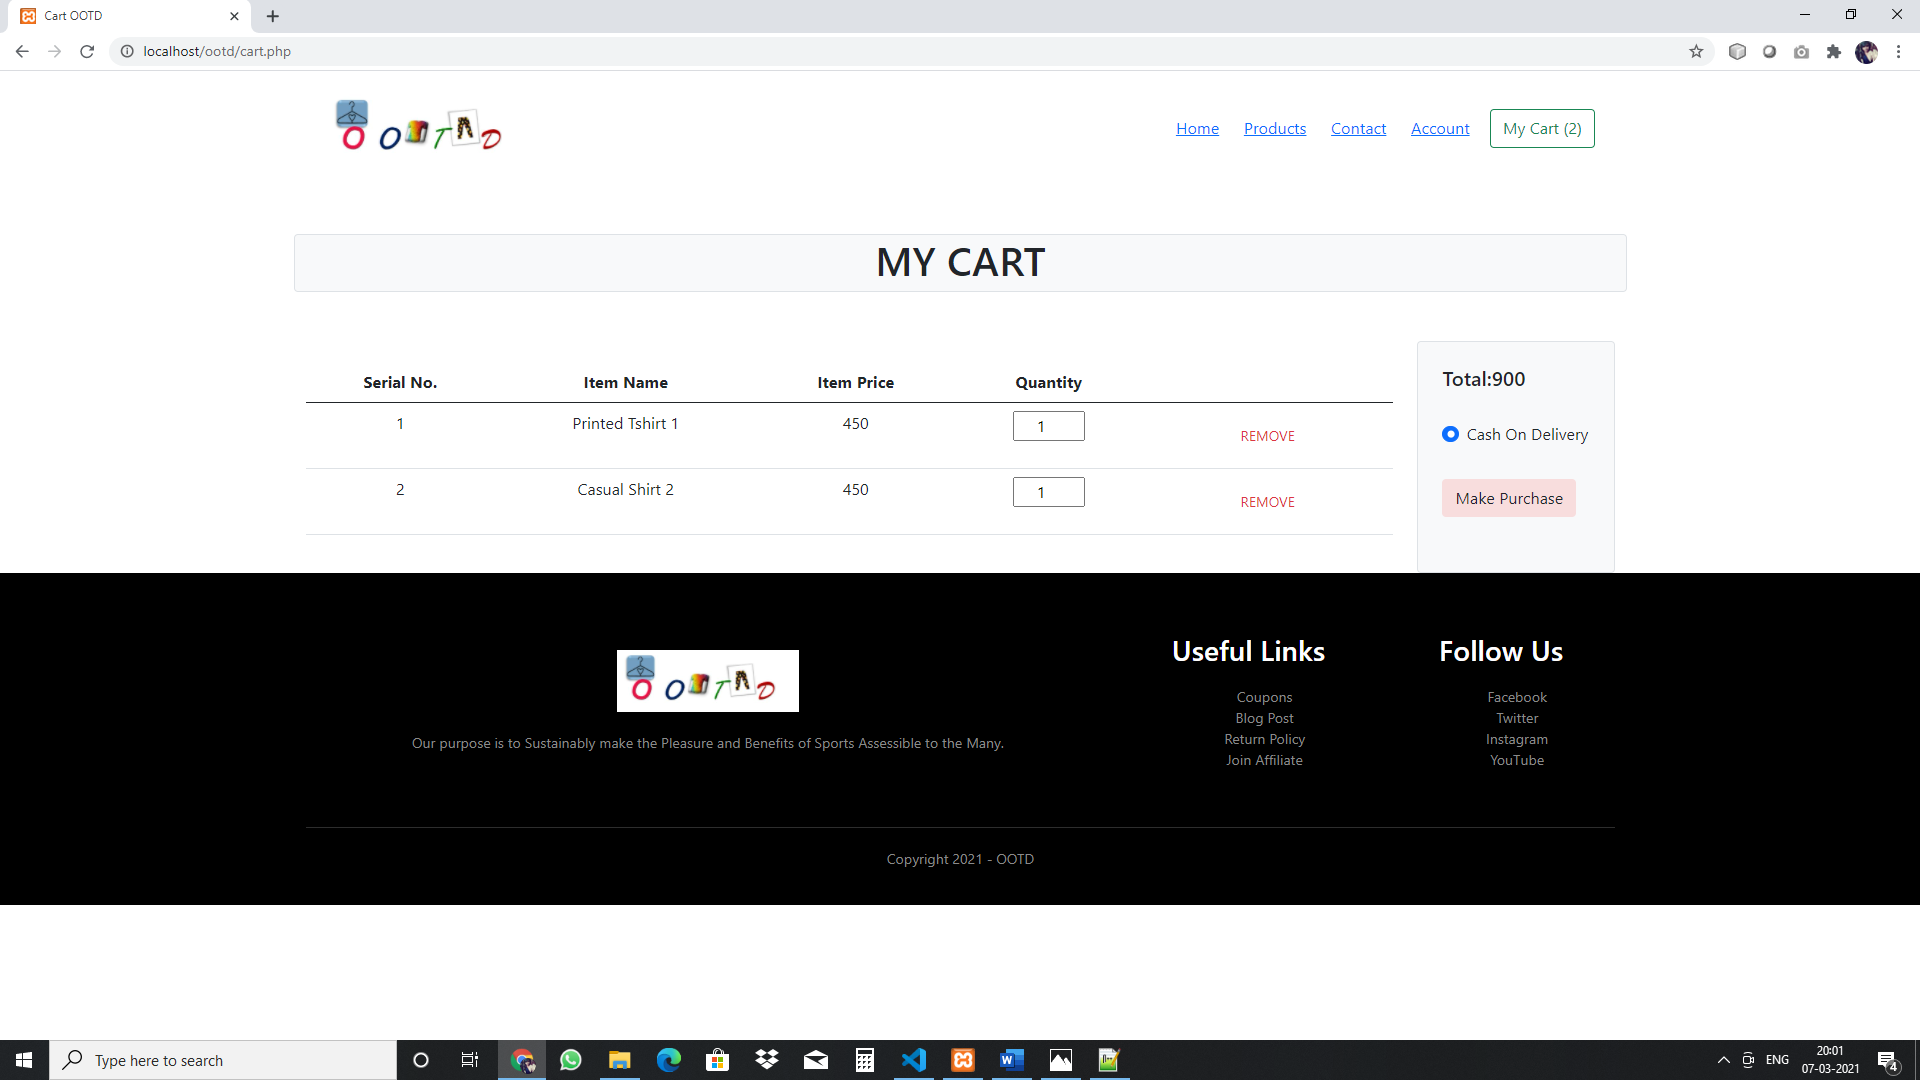 Cart OOTD
localhost/ootd/cart.php
O OOTAD
Home Products Contact Account My Cart (2)
MY CART
Serial No. Item Name Item Price Quantity
1 Printed Tshirt 1 450 1 REMOVE
2 Casual Shirt 2 450 1 REMOVE
Total:900
Cash On Delivery
Make Purchase
O OOTAD
Our purpose is to Sustainably make the Pleasure and Benefits of Sports Assessible to the Many.
Useful Links
Coupons
Blog Post
Return Policy
Join Affiliate
Follow Us
Facebook
Twitter
Instagram
YouTube
Copyright 2021 - OOTD
Type here to search
ENG
20:01
07-03-2021
4